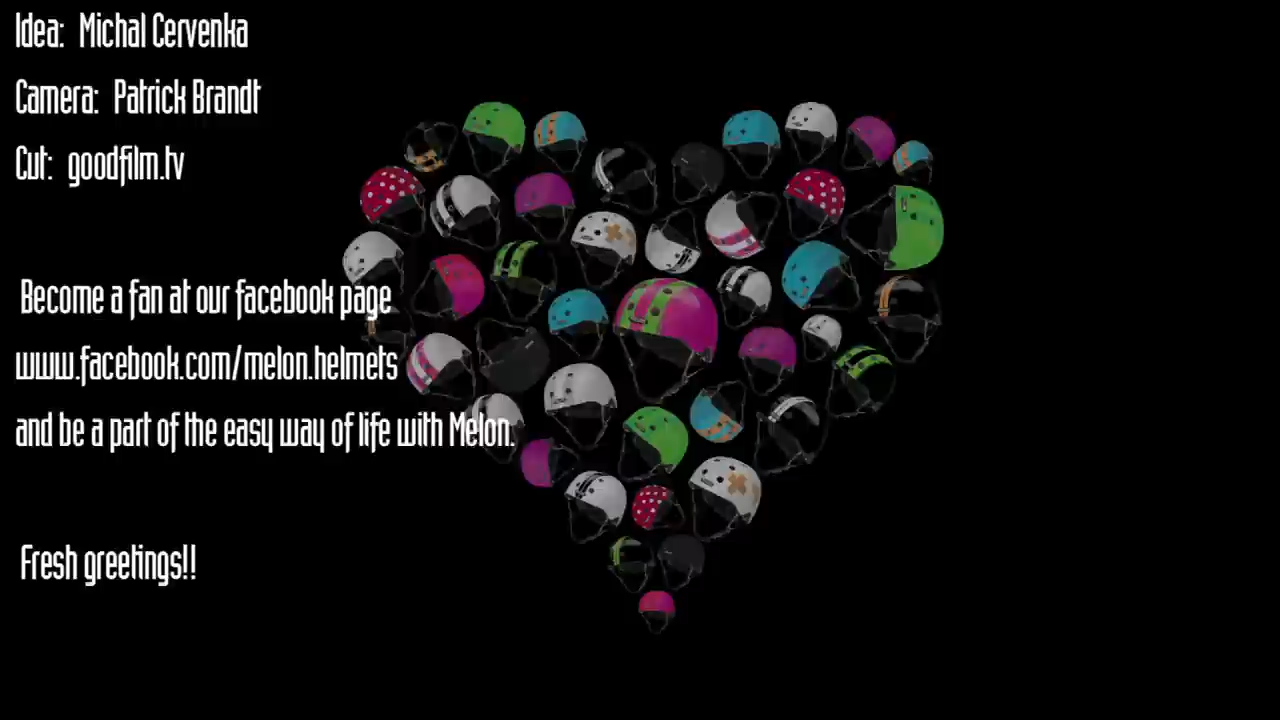 Idea: Michal Cervenka
Camera: Patrick Brandt
Cut: goodfilm.tv
Become a fan at our facebook page
www.facebook.com/melon.helmets
and be a part of the easy way of life with Melon.
Fresh greetings!!